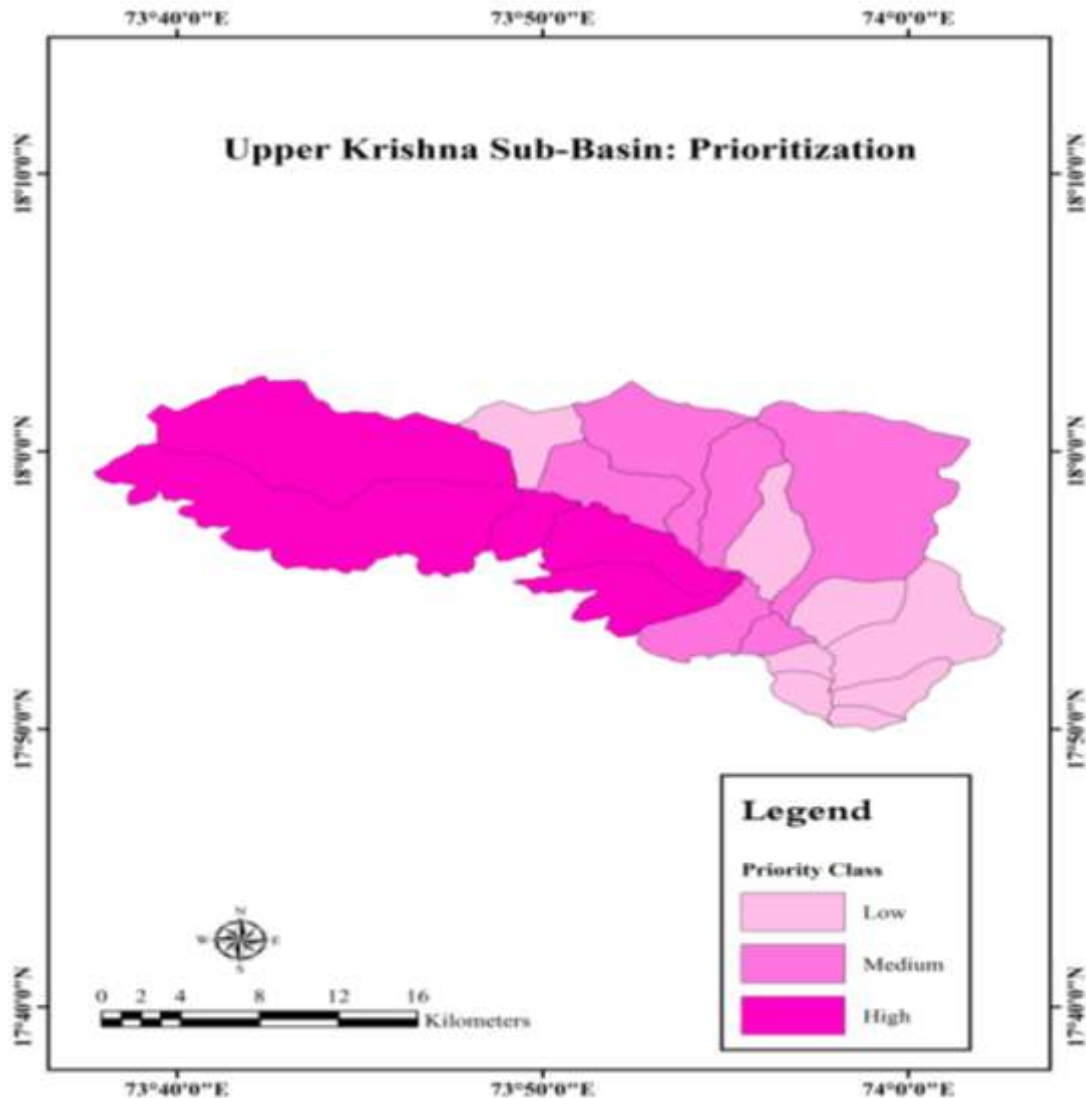 73°40'0"E 73°50'0"E 74°0'0"E
Upper Krishna Sub-Basin: Prioritization
18°10'0"N 18°10'0"N
18°0'0"N 18°0'0"N
17°50'0"N 17°50'0"N
Legend
Priority Class
Low
Medium
High
N
W E
S
0 2 4 8 12 16
Kilometers
17°40'0"N 17°40'0"N
73°40'0"E 73°50'0"E 74°0'0"E